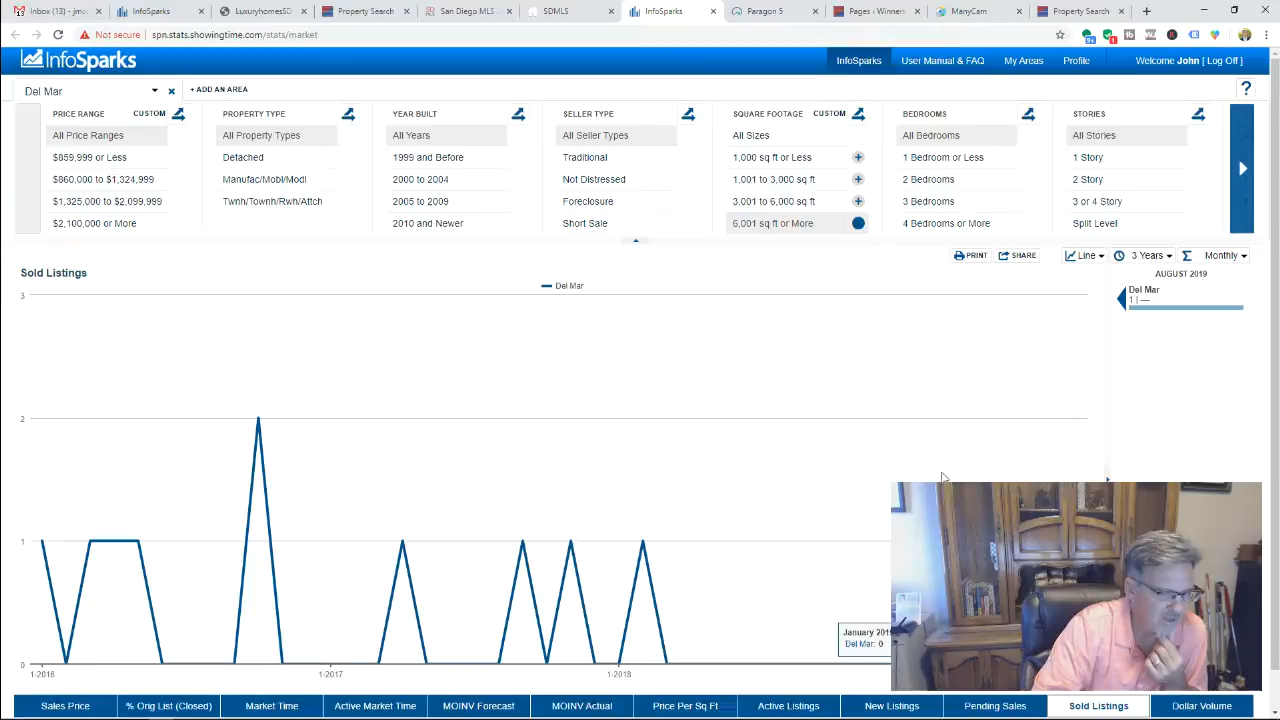 Inbox (13) - jmcu
InfoSparks
LuxuryhomesSD
Property Search
San Diego MLS
SDMLS
InfoSparks
Paragon 5
Pages - Winners
ManyCam
Property Search
Not secure | spn.stats.showingtime.com/stats/market
InfoSparks
InfoSparks User Manual & FAQ My Areas Profile Welcome John [ Log Off ]
Del Mar + ADD AN AREA ?
PRICE RANGE CUSTOM
All Price Ranges
$859,999 or Less
$860,000 to $1,324,999
$1,325,000 to $2,099,999
$2,100,000 or More
PROPERTY TYPE
All Property Types
Detached
Manufac/Mobl/Modl
Twnh/Townh/Rwh/Attch
YEAR BUILT
All Years
1999 and Before
2000 to 2004
2005 to 2009
2010 and Newer
SELLER TYPE
All Seller Types
Traditional
Not Distressed
Foreclosure
Short Sale
SQUARE FOOTAGE CUSTOM
All Sizes
1,000 sq ft or Less
1,001 to 3,000 sq ft
3,001 to 6,000 sq ft
6,001 sq ft or More
BEDROOMS
All Bedrooms
1 Bedroom or Less
2 Bedrooms
3 Bedrooms
4 Bedrooms or More
STORIES
All Stories
1 Story
2 Story
3 or 4 Story
Split Level
PRINT SHARE Line 3 Years Monthly
Sold Listings
AUGUST 2019
Del Mar
Del Mar
1 | —
3
2
1
0
January 2019
Del Mar: 0
1-2016 1-2017 1-2018
Sales Price % Orig List (Closed) Market Time Active Market Time MOINV Forecast MOINV Actual Price Per Sq Ft Active Listings New Listings Pending Sales Sold Listings Dollar Volume